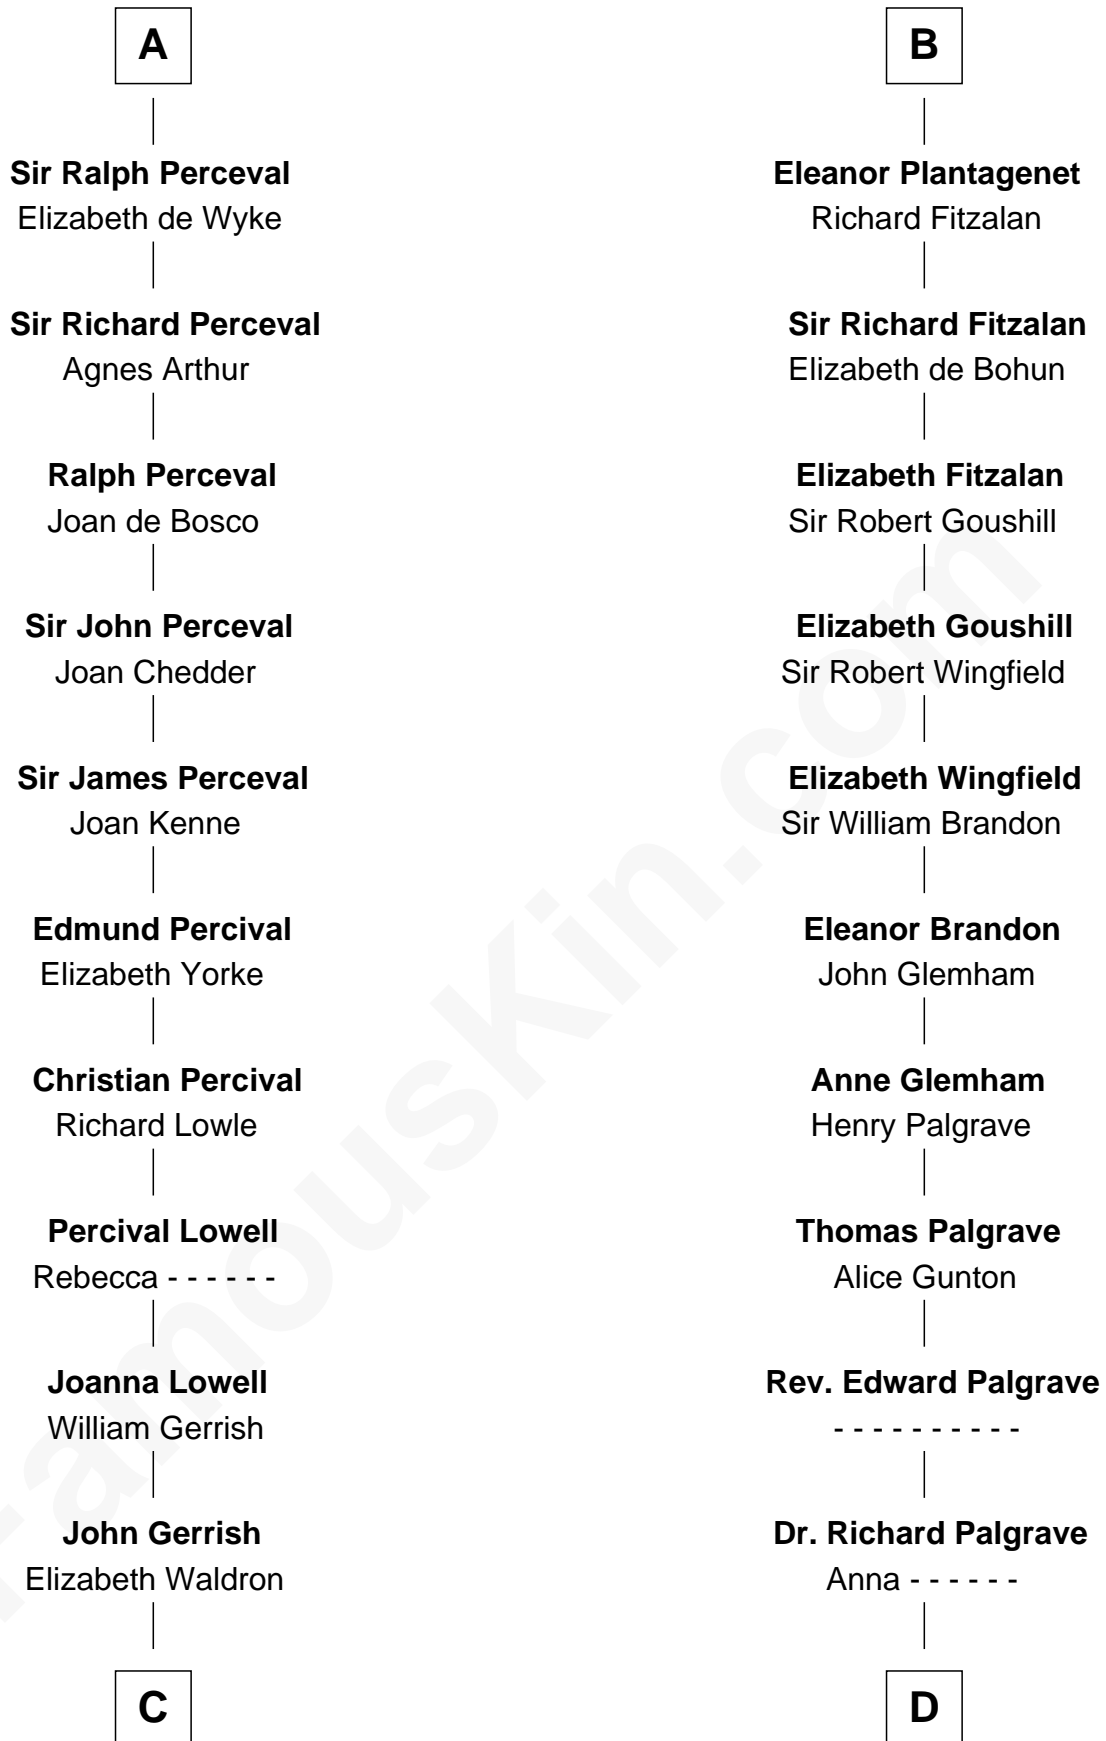 A
Sir Ralph Perceval
Elizabeth de Wyke
Sir Richard Perceval
Agnes Arthur
Ralph Perceval
Joan de Bosco
Sir John Perceval
Joan Chedder
Sir James Perceval
Joan Kenne
Edmund Percival
Elizabeth Yorke
Christian Percival
Richard Lowle
Percival Lowell
Rebecca - - - - - -
Joanna Lowell
William Gerrish
John Gerrish
Elizabeth Waldron
C
B
Eleanor Plantagenet
Richard Fitzalan
Sir Richard Fitzalan
Elizabeth de Bohun
Elizabeth Fitzalan
Sir Robert Goushill
Elizabeth Goushill
Sir Robert Wingfield
Elizabeth Wingfield
Sir William Brandon
Eleanor Brandon
John Glemham
Anne Glemham
Henry Palgrave
Thomas Palgrave
Alice Gunton
Rev. Edward Palgrave
- - - - - - - - - -
Dr. Richard Palgrave
Anna - - - - - -
D
FamousKin.com